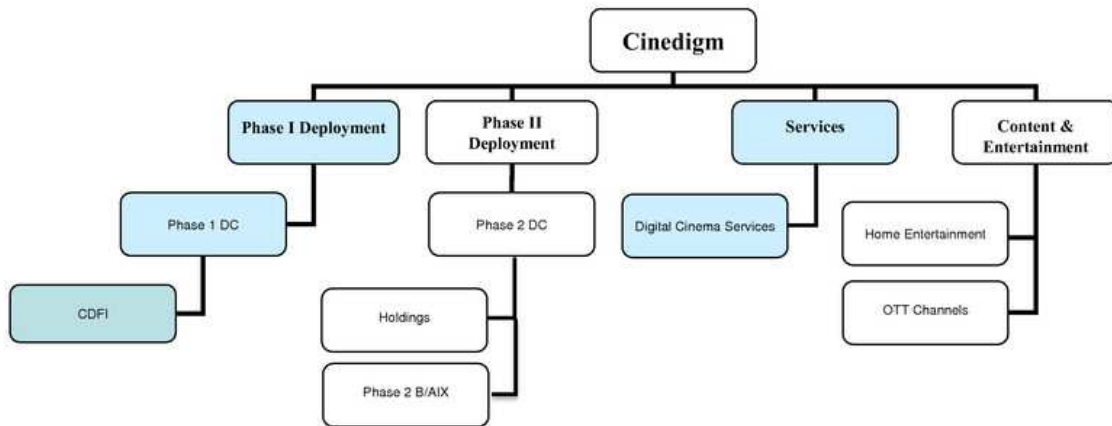 Cinedigm
Phase I Deployment
Phase II
Deployment
Services
Content &
Entertainment
Phase 1 DC
Phase 2 DC
Digital Cinema Services
Home Entertainment
CDFI
Holdings
OTT Channels
Phase 2 B/AIX